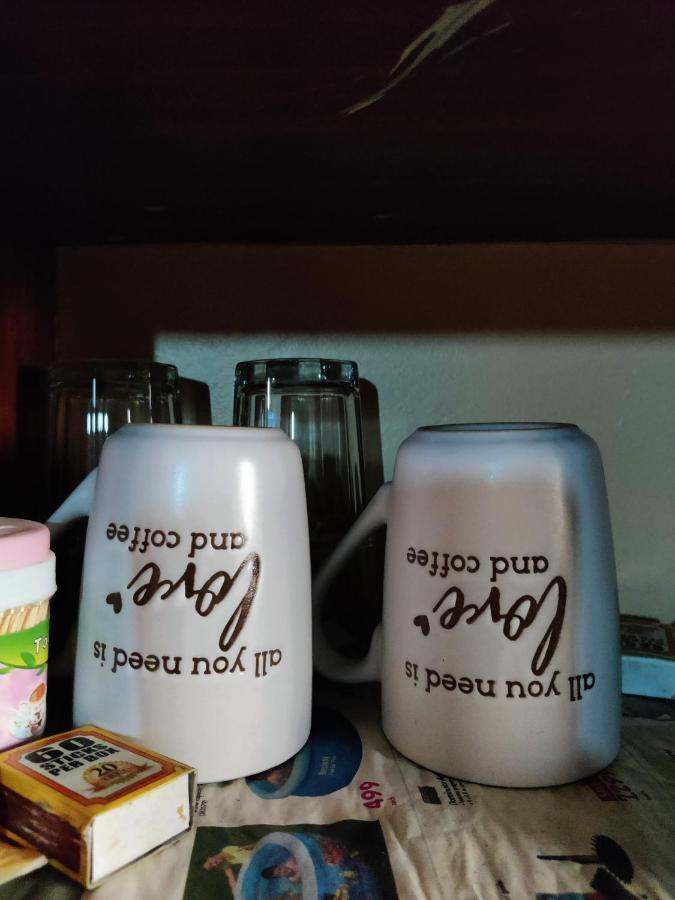 all you need is
love
and coffee
all you need is
love
and coffee
TO
60
STICKS
PER BOX
20
499